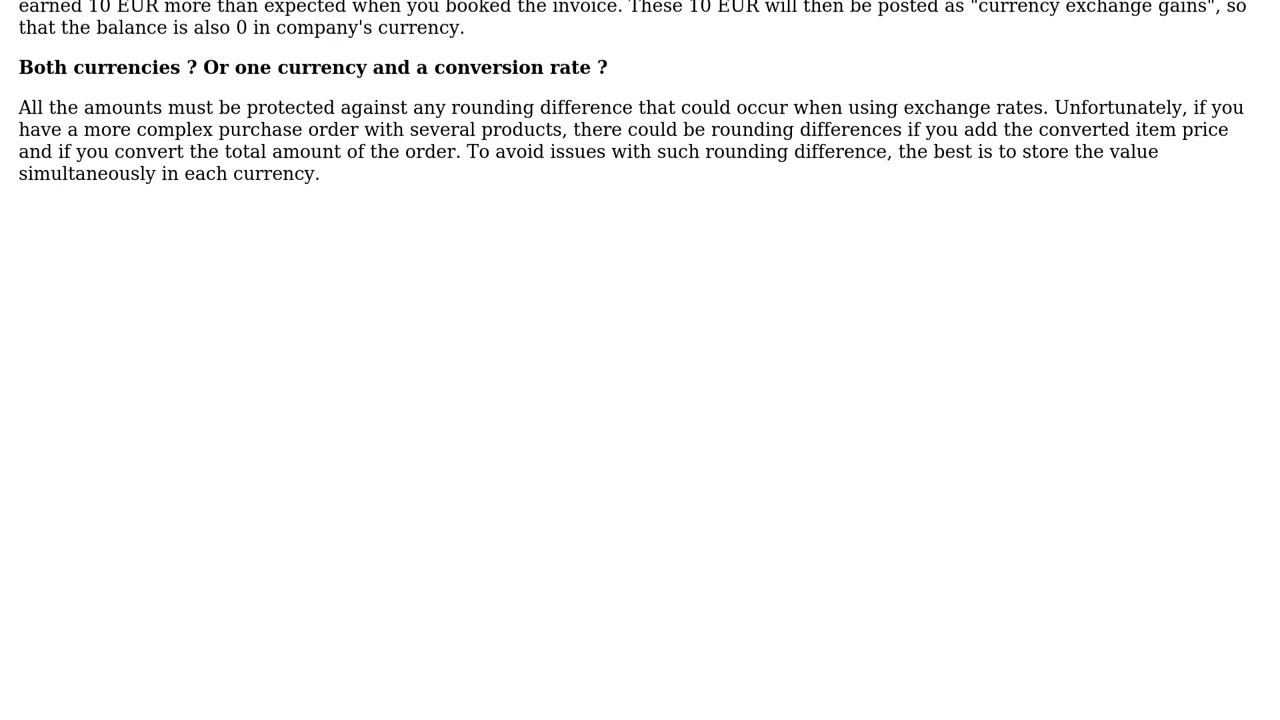 earned 10 EUR more than expected when you booked the invoice. These 10 EUR will then be posted as "currency exchange gains", so
that the balance is also 0 in company's currency.
Both currencies ? Or one currency and a conversion rate ?
All the amounts must be protected against any rounding difference that could occur when using exchange rates. Unfortunately, if you
have a more complex purchase order with several products, there could be rounding differences if you add the converted item price
and if you convert the total amount of the order. To avoid issues with such rounding difference, the best is to store the value
simultaneously in each currency.